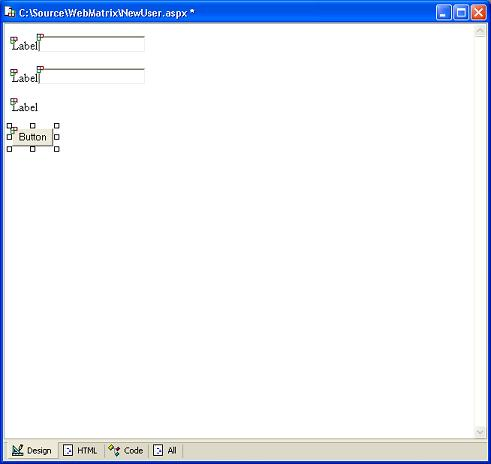 C:\Source\WebMatrix\NewUser.aspx *
Label
Label
Label
Button
Design HTML Code All